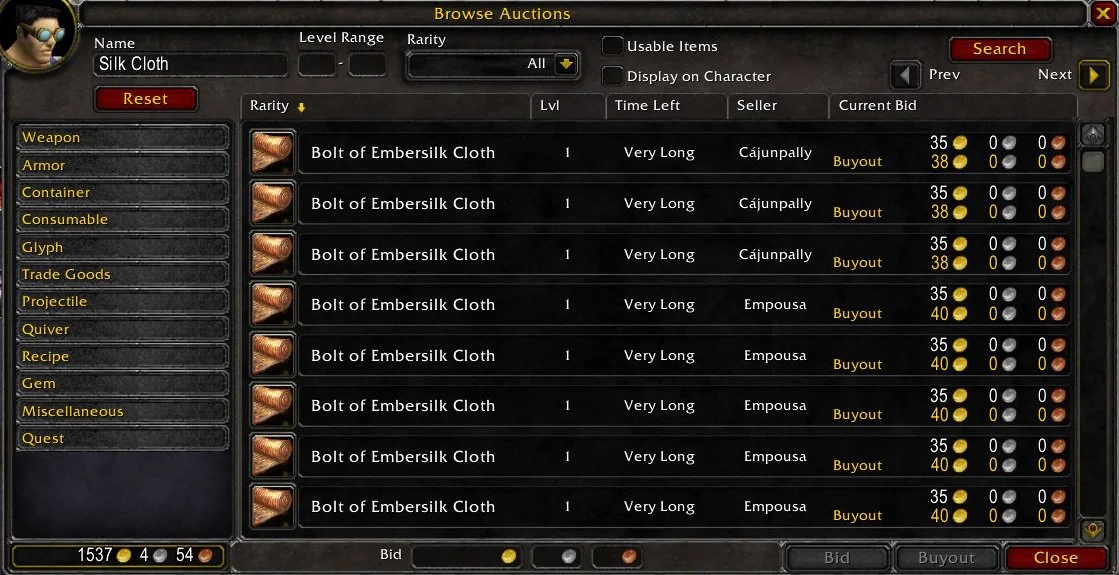 Browse Auctions
Name Level Range Rarity Usable Items Search
Silk Cloth - All Display on Character Prev Next
Reset
Rarity Lvl Time Left Seller Current Bid
Weapon
Armor
Container
Consumable
Glyph
Trade Goods
Projectile
Quiver
Recipe
Gem
Miscellaneous
Quest
Bolt of Embersilk Cloth 1 Very Long Cájunpally 35 0 0
Buyout 38 0 0
Bolt of Embersilk Cloth 1 Very Long Cájunpally 35 0 0
Buyout 38 0 0
Bolt of Embersilk Cloth 1 Very Long Cájunpally 35 0 0
Buyout 38 0 0
Bolt of Embersilk Cloth 1 Very Long Empousa 35 0 0
Buyout 40 0 0
Bolt of Embersilk Cloth 1 Very Long Empousa 35 0 0
Buyout 40 0 0
Bolt of Embersilk Cloth 1 Very Long Empousa 35 0 0
Buyout 40 0 0
Bolt of Embersilk Cloth 1 Very Long Empousa 35 0 0
Buyout 40 0 0
Bolt of Embersilk Cloth 1 Very Long Empousa 35 0 0
Buyout 40 0 0
1537 4 54 Bid Bid Buyout Close